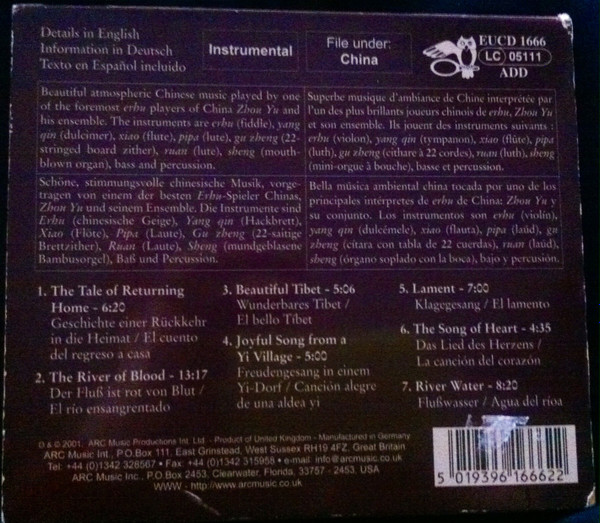 Details in English
Information in Deutsch
Texto en Español incluido
Instrumental
File under:
China
EUCD 1666
LC 05111
ADD
Beautiful atmospheric Chinese music played by one
of the foremost erhu players of China Zhou Yu and
his ensemble. The instruments are erhu (fiddle), yang
qin (dulcimer), xiao (flute), pipa (lute), gu zheng (22-
stringed board zither), ruan (lute), sheng (mouth-
blown organ), bass and percussion.
Superbe musique d'ambiance de Chine interprétée par
l'un des plus brillants joueurs chinois de erhu, Zhou Yu
et son ensemble. Ils jouent des instruments suivants :
erhu (violon), yang qin (tympanon), xiao (flûte), pipa
(luth), gu zheng (cithare à 22 cordes), ruan (luth), sheng
(mini-orgue à bouche), basse et percussion.
Schöne, stimmungsvolle chinesische Musik, vorge-
tragen von einem der besten Erhu-Spieler Chinas,
Zhou Yu und seinem Ensemble. Die Instrumente sind
Erhu (chinesische Geige), Yang qin (Hackbrett),
Xiao (Flöte), Pipa (Laute), Gu zheng (22-saitige
Brettzither), Ruan (Laute), Sheng (mundgeblasene
Bambusorgel), Baß und Percussion.
Bella música ambiental china tocada por uno de los
principales intérpretes de erhu de China: Zhou Yu y
su conjunto. Los instrumentos son erhu (violín),
yang qin (dulcémele), xiao (flauta), pipa (laúd), gu
zheng (cítara con tabla de 22 cuerdas), ruan (laúd),
sheng (órgano soplado con la boca), bajo y percusión.
1. The Tale of Returning
Home - 6:20
Geschichte einer Rückkehr
in die Heimat / El cuento
del regreso a casa
2. The River of Blood - 13:17
Der Fluß ist rot von Blut /
El río ensangrentado
3. Beautiful Tibet - 5:06
Wunderbares Tibet /
El bello Tibet
4. Joyful Song from a
Yi Village - 5:00
Freudengesang in einem
Yi-Dorf / Canción alegre
de una aldea yi
5. Lament - 7:00
Klagegesang / El lamento
6. The Song of Heart - 4:35
Das Lied des Herzens /
La canción del corazón
7. River Water - 8:20
Flußwasser / Agua del ríoa
℗ & © 2001, ARC Music Productions Int. Ltd. - Product of United Kingdom - Manufactured in Germany
ARC Music Int., P.O.Box 111, East Grinstead, West Sussex RH19 4FZ, Great Britain
Tel: +44 (0)1342 328567 • Fax: +44 (0)1342 315958 • e-mail: info@arcmusic.co.uk
ARC Music Inc., P.O.Box 2453, Clearwater, Florida, 33757 - 2453, USA
WWW - http://www.arcmusic.co.uk
5 019396 166622